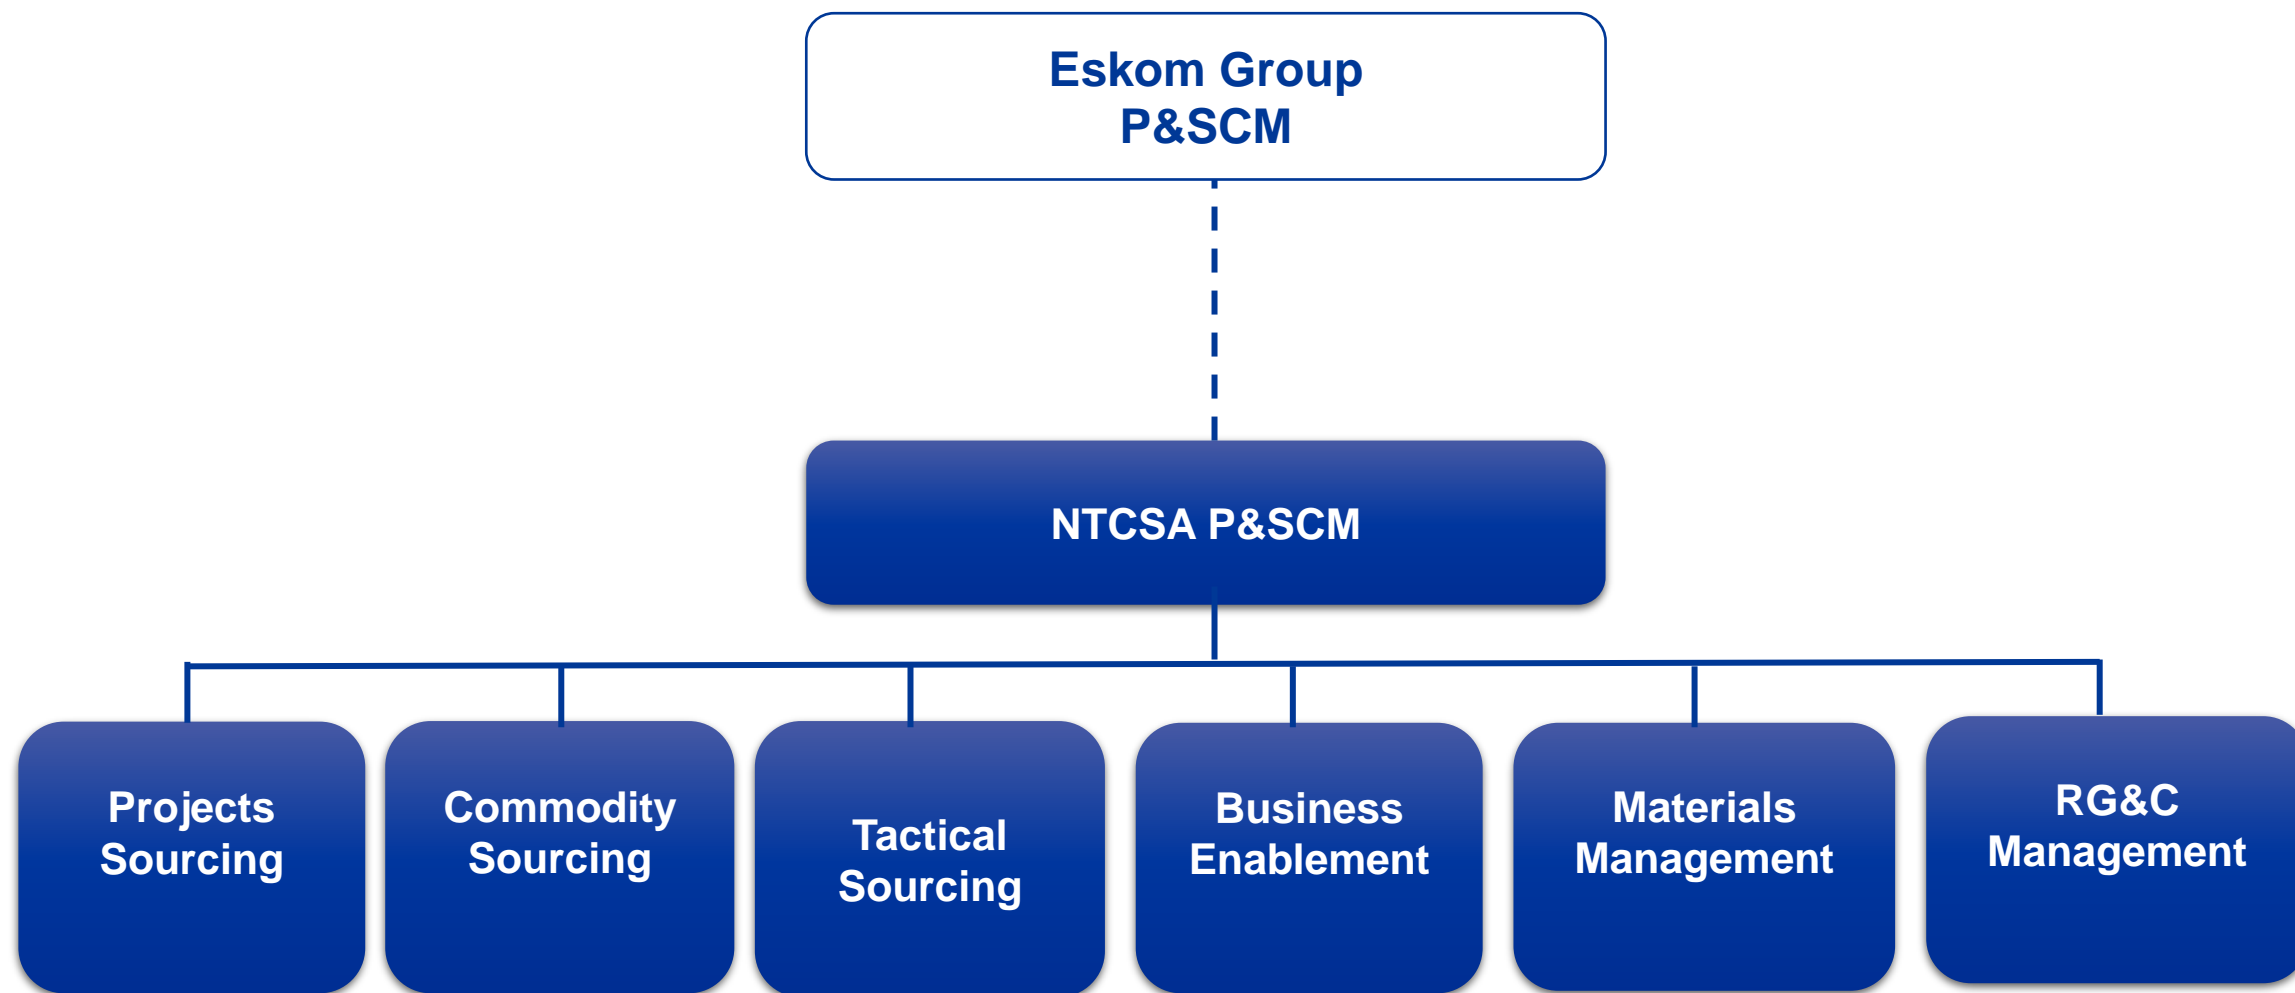 Eskom Group
P&SCM
NTCSA P&SCM
Projects
Sourcing
Commodity
Sourcing
Tactical
Sourcing
Business
Enablement
Materials
Management
RG&C
Management